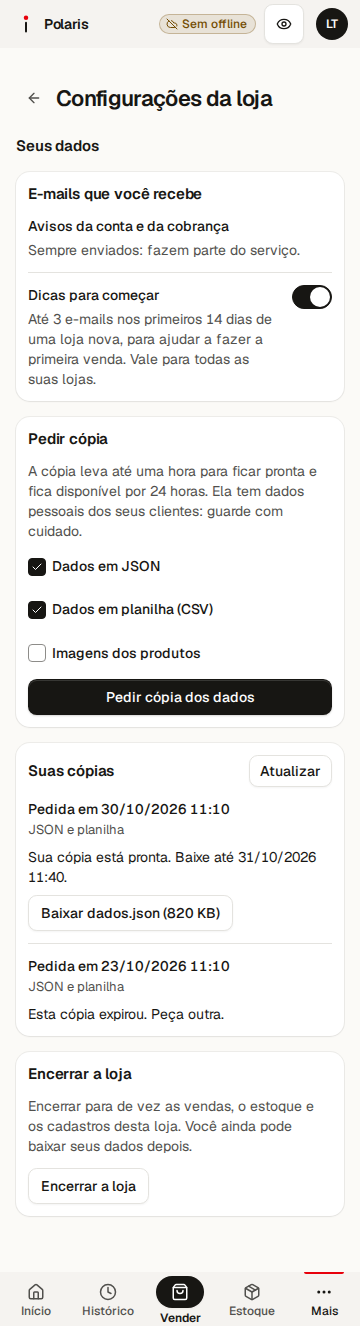 Polaris
Sem offline
LT
Configurações da loja
Seus dados
E-mails que você recebe
Avisos da conta e da cobrança
Sempre enviados: fazem parte do serviço.
Dicas para começar
Até 3 e-mails nos primeiros 14 dias de
uma loja nova, para ajudar a fazer a
primeira venda. Vale para todas as
suas lojas.
Pedir cópia
A cópia leva até uma hora para ficar pronta e
fica disponível por 24 horas. Ela tem dados
pessoais dos seus clientes: guarde com
cuidado.
Dados em JSON
Dados em planilha (CSV)
Imagens dos produtos
Pedir cópia dos dados
Suas cópias
Atualizar
Pedida em 30/10/2026 11:10
JSON e planilha
Sua cópia está pronta. Baixe até 31/10/2026
11:40.
Baixar dados.json (820 KB)
Pedida em 23/10/2026 11:10
JSON e planilha
Esta cópia expirou. Peça outra.
Encerrar a loja
Encerrar para de vez as vendas, o estoque e
os cadastros desta loja. Você ainda pode
baixar seus dados depois.
Encerrar a loja
Início
Histórico
Vender
Estoque
Mais